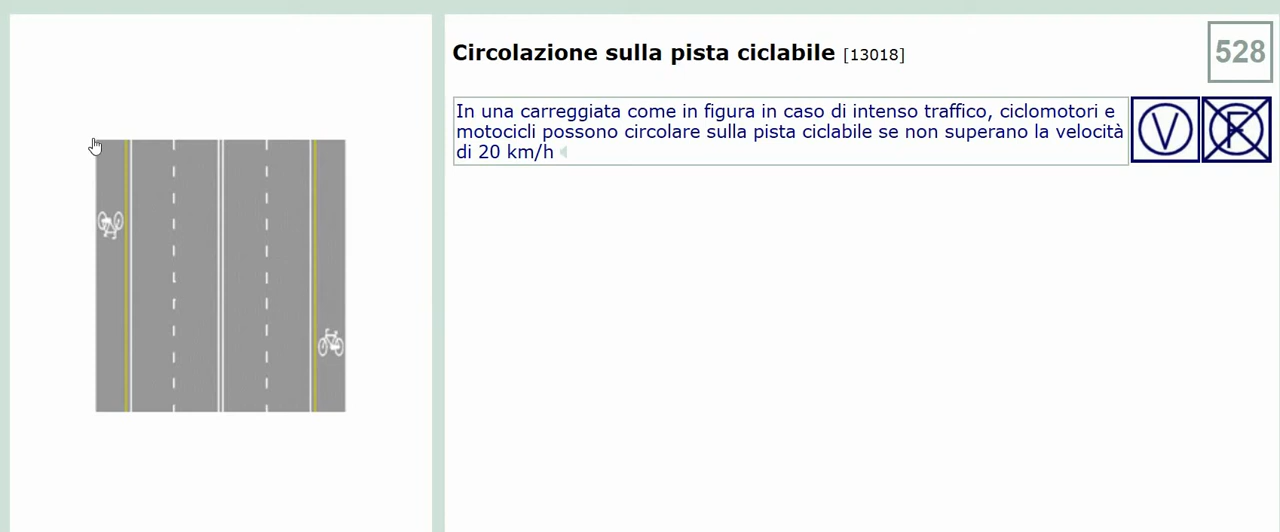 Circolazione sulla pista ciclabile [13018]
528
In una carreggiata come in figura in caso di intenso traffico, ciclomotori e
motocicli possono circolare sulla pista ciclabile se non superano la velocità
di 20 km/h
V F